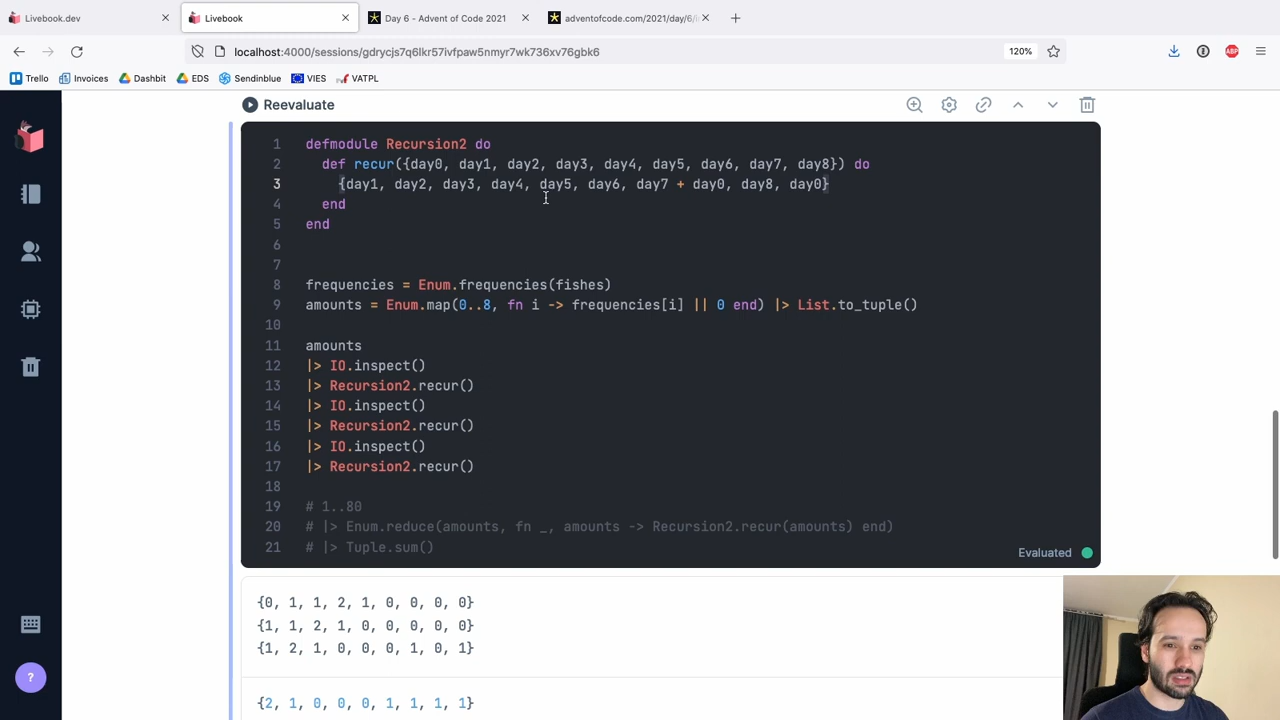 Livebook.dev
Livebook
Day 6 - Advent of Code 2021
adventofcode.com/2021/day/6/i
localhost:4000/sessions/gdrycjs7q6lkr57ivfpaw5nmyr7wk736xv76gbk6
120%
Trello
Invoices
Dashbit
EDS
Sendinblue
VIES
VATPL
ABP
Reevaluate
1 defmodule Recursion2 do
2 def recur({day0, day1, day2, day3, day4, day5, day6, day7, day8}) do
3 {day1, day2, day3, day4, day5, day6, day7 + day0, day8, day0}
4 end
5 end
6
7
8 frequencies = Enum.frequencies(fishes)
9 amounts = Enum.map(0..8, fn i -> frequencies[i] || 0 end) |> List.to_tuple()
10
11 amounts
12 |> IO.inspect()
13 |> Recursion2.recur()
14 |> IO.inspect()
15 |> Recursion2.recur()
16 |> IO.inspect()
17 |> Recursion2.recur()
18
19 # 1..80
20 # |> Enum.reduce(amounts, fn _, amounts -> Recursion2.recur(amounts) end)
21 # |> Tuple.sum()
Evaluated
{0, 1, 1, 2, 1, 0, 0, 0, 0}
{1, 1, 2, 1, 0, 0, 0, 0, 0}
{1, 2, 1, 0, 0, 0, 1, 0, 1}
{2, 1, 0, 0, 0, 1, 1, 1, 1}
?